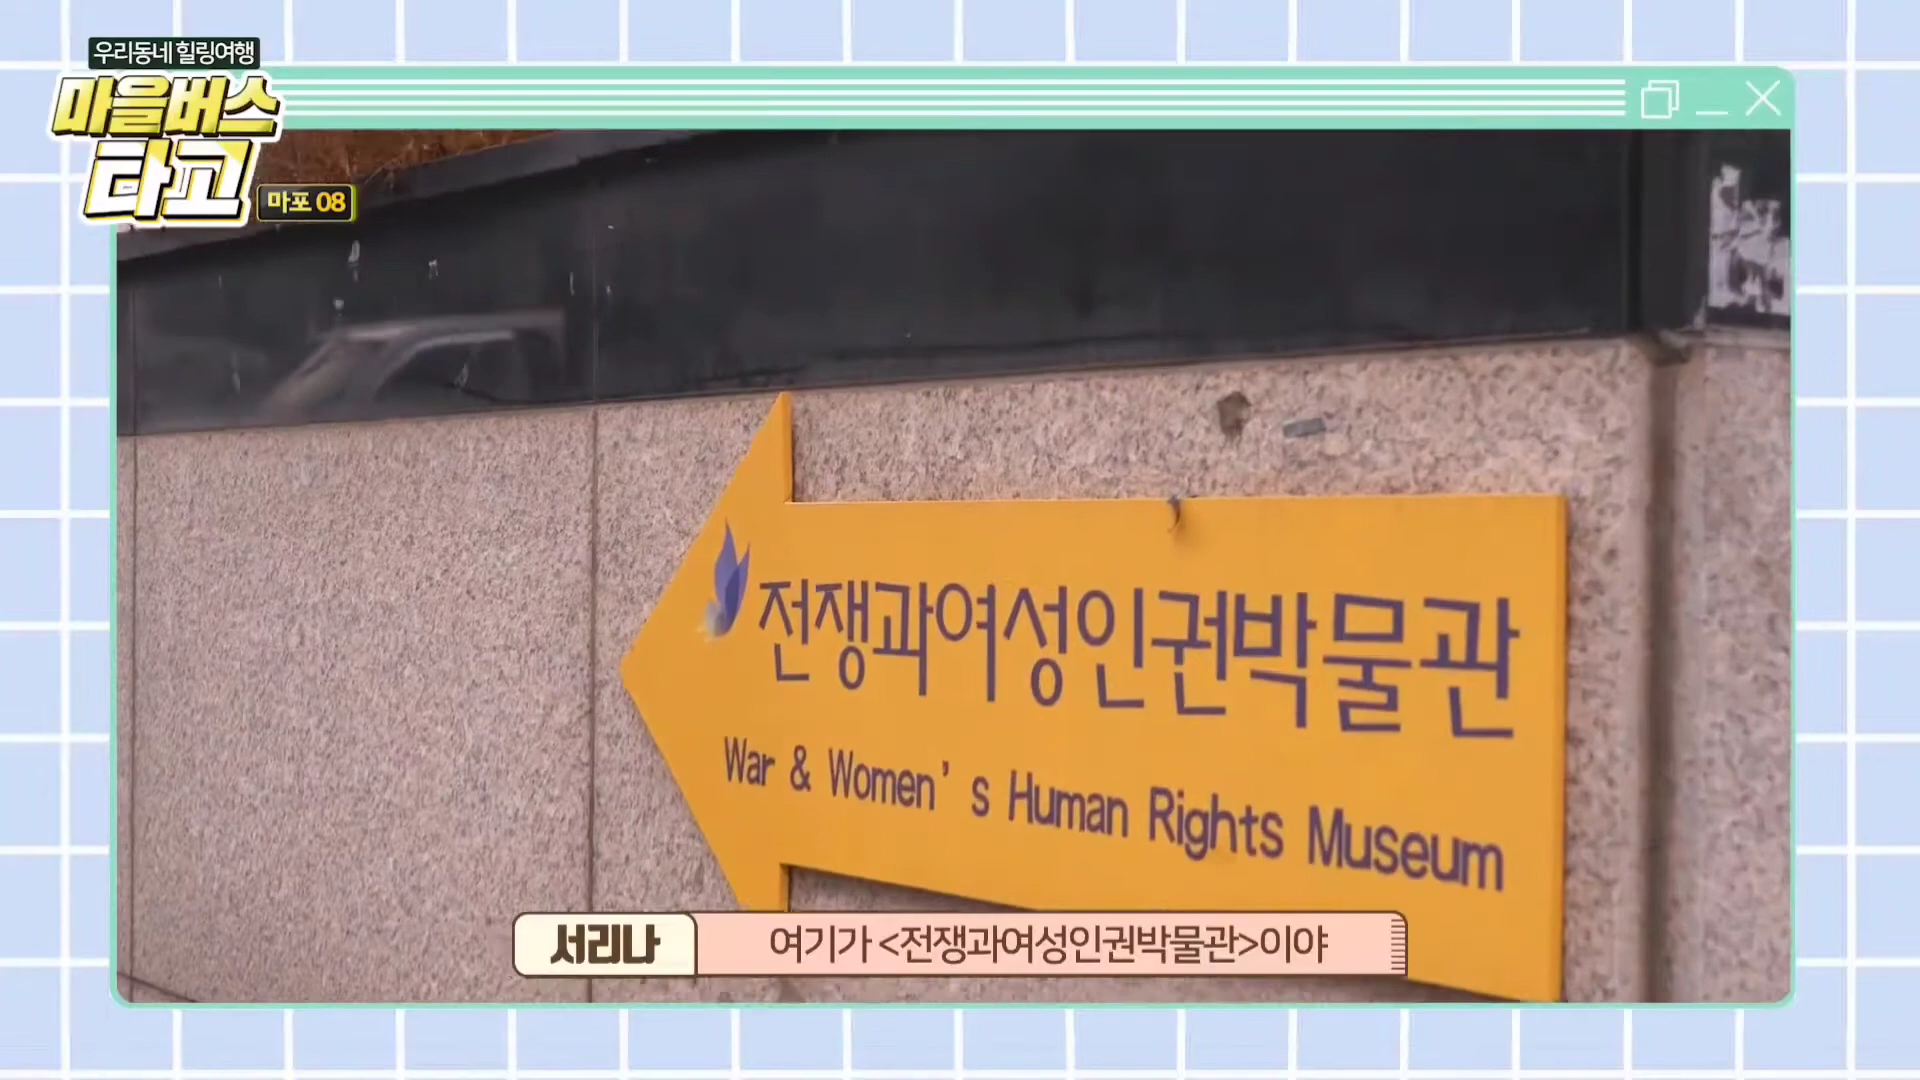 우리동네 힐링여행
마을버스
타고
마포 08
전쟁과여성인권박물관
War & Women's Human Rights Museum
서리나 여기가 <전쟁과여성인권박물관>이야